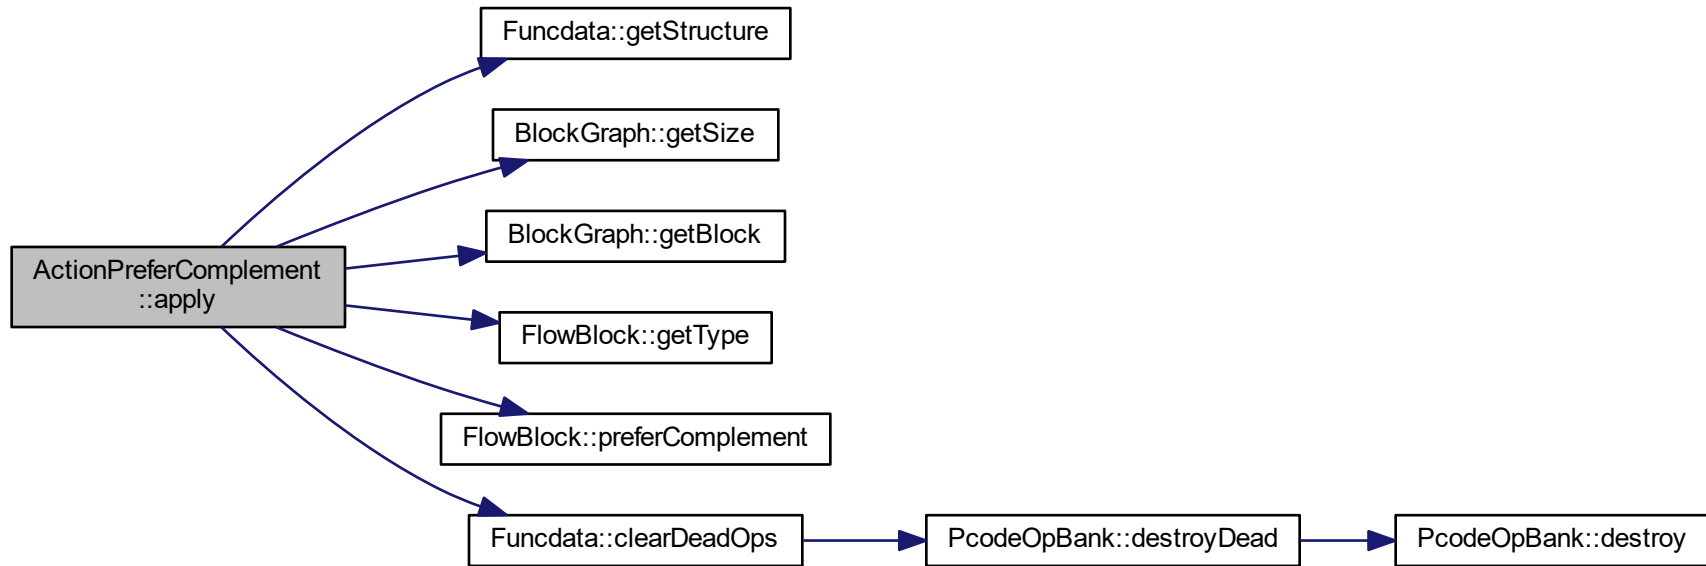 Funcdata::getStructure
BlockGraph::getSize
BlockGraph::getBlock
ActionPreferComplement
::apply
FlowBlock::getType
FlowBlock::preferComplement
Funcdata::clearDeadOps
PcodeOpBank::destroyDead
PcodeOpBank::destroy